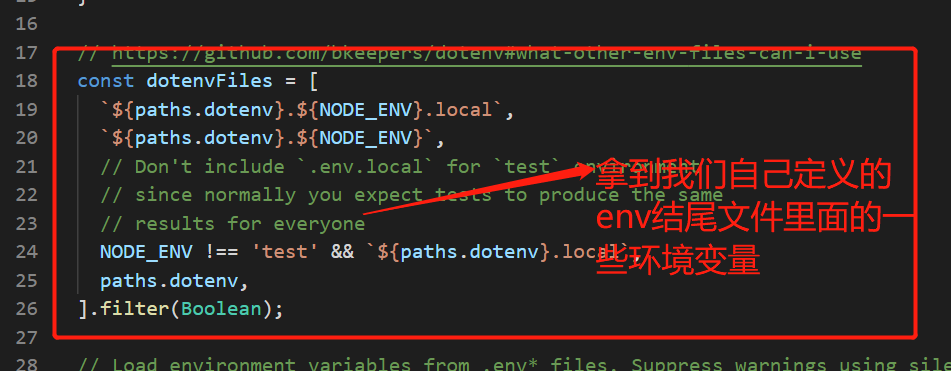 16
17 // https://github.com/bkeepers/dotenv#what-other-env-files-can-i-use
18 const dotenvFiles = [
19 `${paths.dotenv}.${NODE_ENV}.local`,
20 `${paths.dotenv}.${NODE_ENV}`,
21 // Don't include `.env.local` for `test` environment
22 // since normally you expect tests to produce the same
23 // results for everyone
24 NODE_ENV !== 'test' && `${paths.dotenv}.local`,
25 paths.dotenv,
26 ].filter(Boolean);
27
28 // Load environment variables from .env* files. Suppress warnings using
拿到我们自己定义的
env结尾文件里面的一
些环境变量